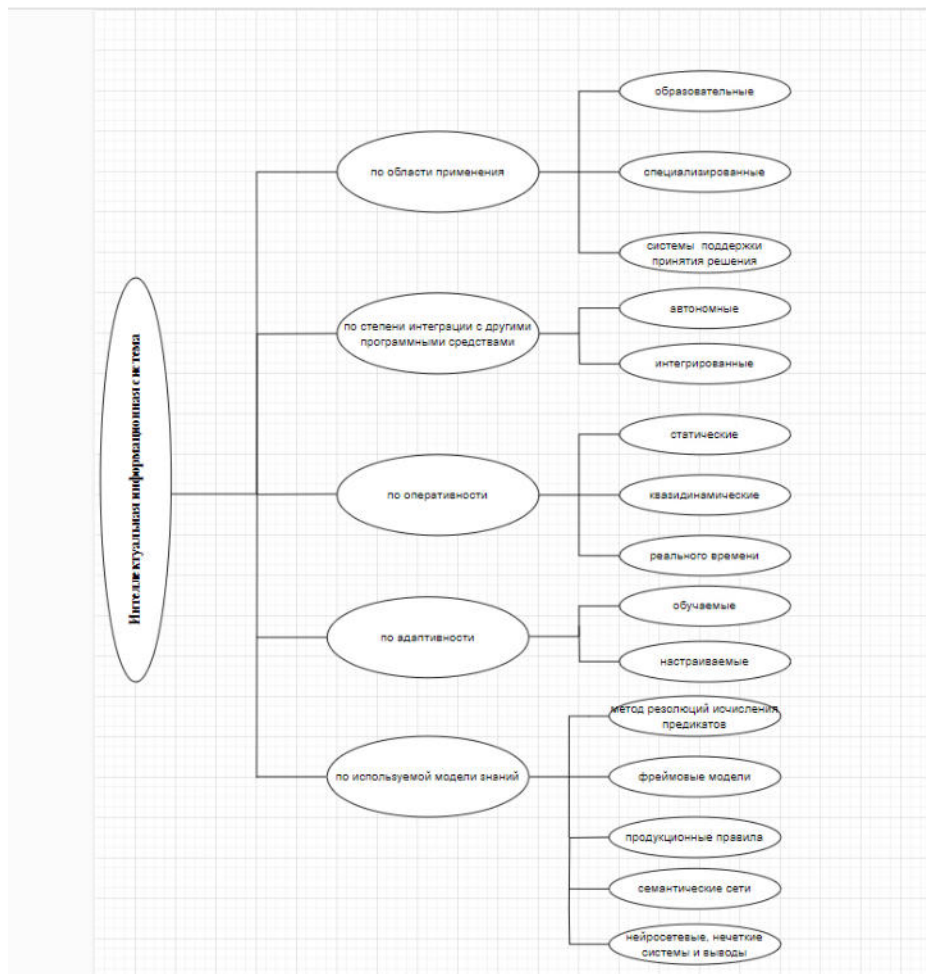 Интеллектуальная информационная система
по области применения
образовательные
специализированные
системы поддержки
принятия решения
по степени интеграции с другими
программными средствами
автономные
интегрированные
по оперативности
статические
квазидинамические
реального времени
по адаптивности
обучаемые
настраиваемые
по используемой модели знаний
метод резолюций исчисления
предикатов
фреймовые модели
продукционные правила
семантические сети
нейросетевые, нечеткие
системы и выводы